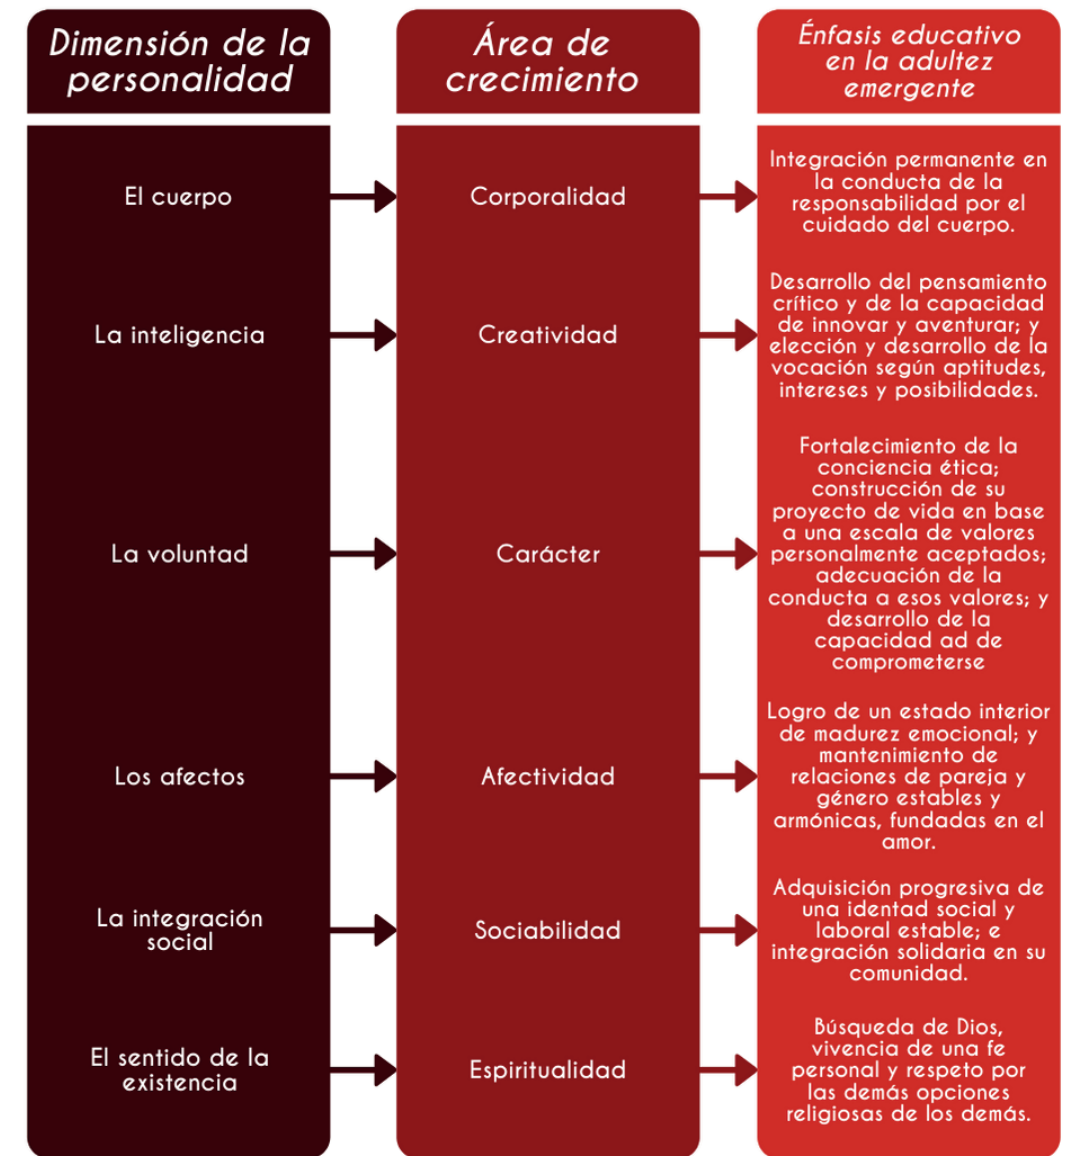 Dimensión de la
personalidad
Área de
crecimiento
Énfasis educativo
en la adultez
emergente
El cuerpo
Corporalidad
Integración permanente en
la conducta de la
responsabilidad por el
cuidado del cuerpo.
La inteligencia
Creatividad
Desarrollo del pensamiento
crítico y de la capacidad
de innovar y aventurar; y
elección y desarrollo de la
vocación según aptitudes,
intereses y posibilidades.
La voluntad
Carácter
Fortalecimiento de la
conciencia ética;
construcción de su
proyecto de vida en base
a una escala de valores
personalmente aceptados;
adecuación de la
conducta a esos valores; y
desarrollo de la
capacidad ad de
comprometerse
Los afectos
Afectividad
Logro de un estado interior
de madurez emocional; y
mantenimiento de
relaciones de pareja y
género estables y
armónicas, fundadas en el
amor.
La integración
social
Sociabilidad
Adquisición progresiva de
una identad social y
laboral estable; e
integración solidaria en su
comunidad.
El sentido de la
existencia
Espiritualidad
Búsqueda de Dios,
vivencia de una fe
personal y respeto por
las demás opciones
religiosas de los demás.